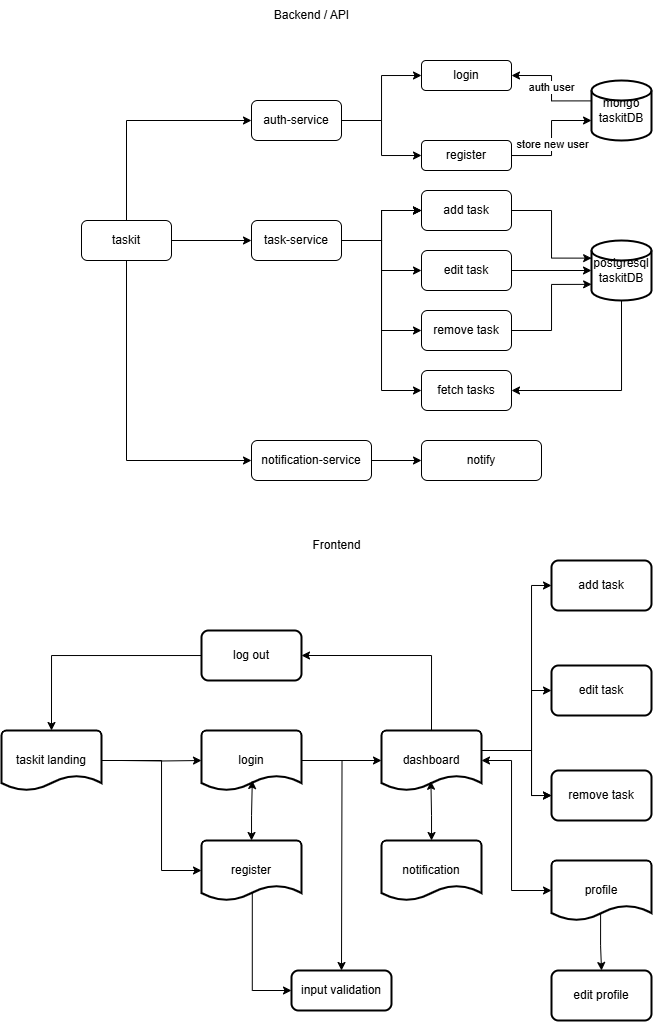 Backend / API
login
auth user
mongo
taskitDB
auth-service
register
store new user
add task
taskit
task-service
edit task
postgresql
taskitDB
remove task
fetch tasks
notification-service
notify
Frontend
add task
log out
edit task
taskit landing
login
dashboard
remove task
register
notification
profile
input validation
edit profile